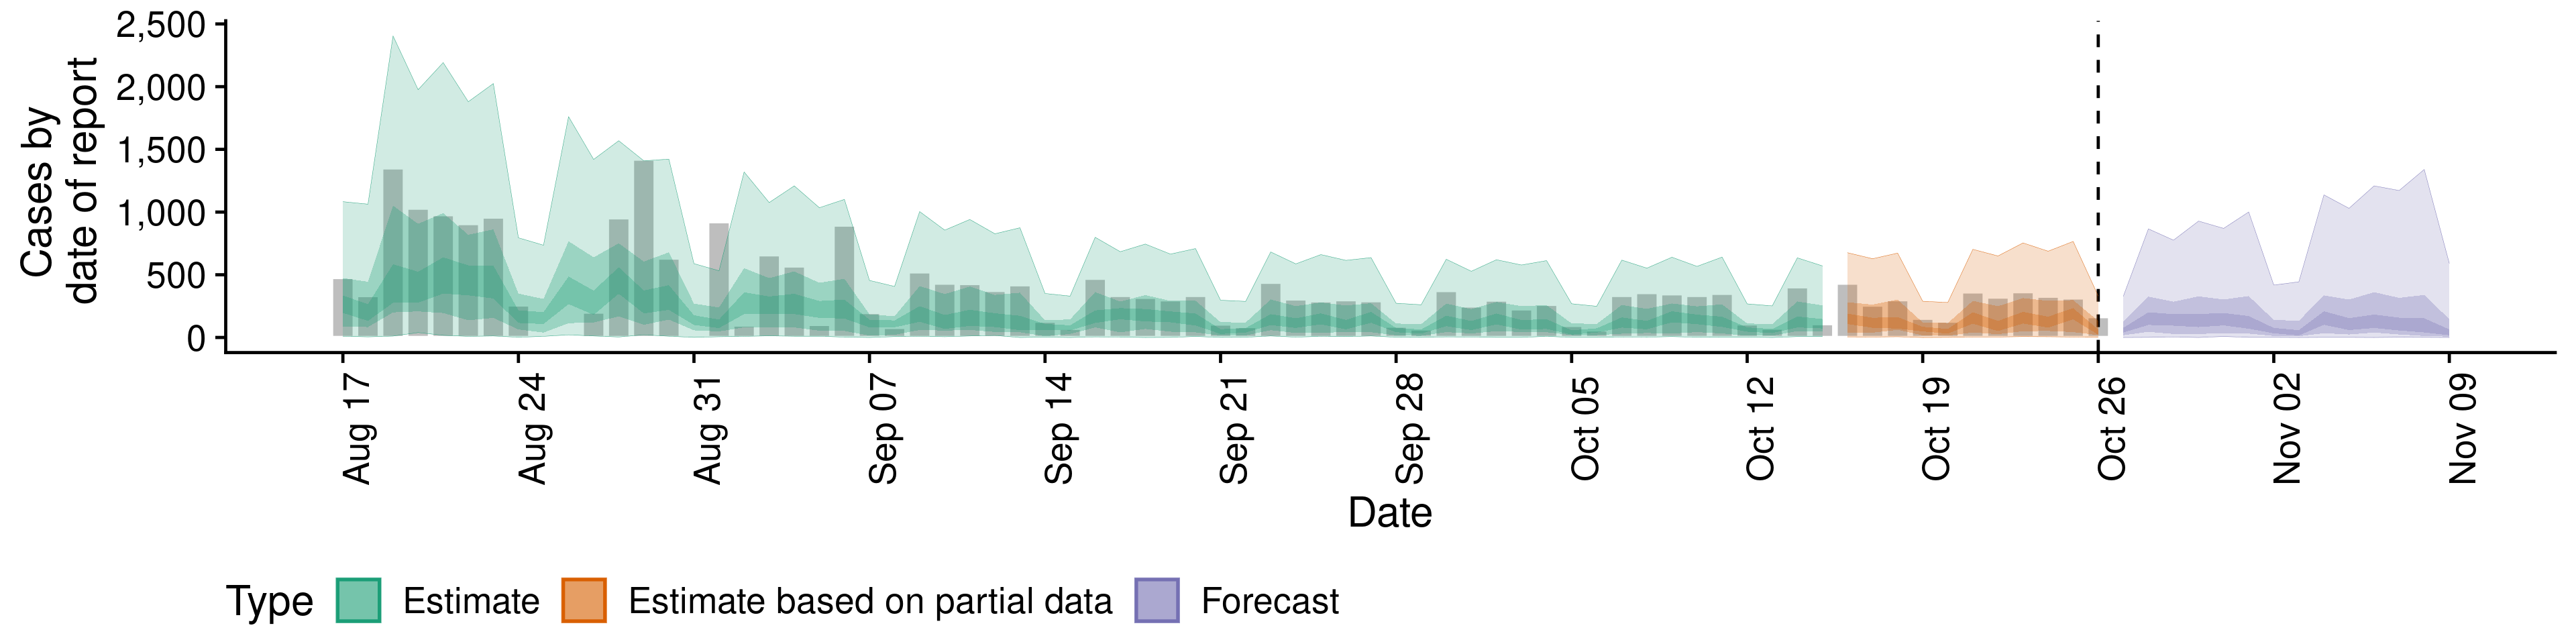 Cases by
date of report
2,500
2,000
1,500
1,000
500
0
Aug 17
Aug 24
Aug 31
Sep 07
Sep 14
Sep 21
Sep 28
Oct 05
Oct 12
Oct 19
Oct 26
Nov 02
Nov 09
Date
Type Estimate Estimate based on partial data Forecast